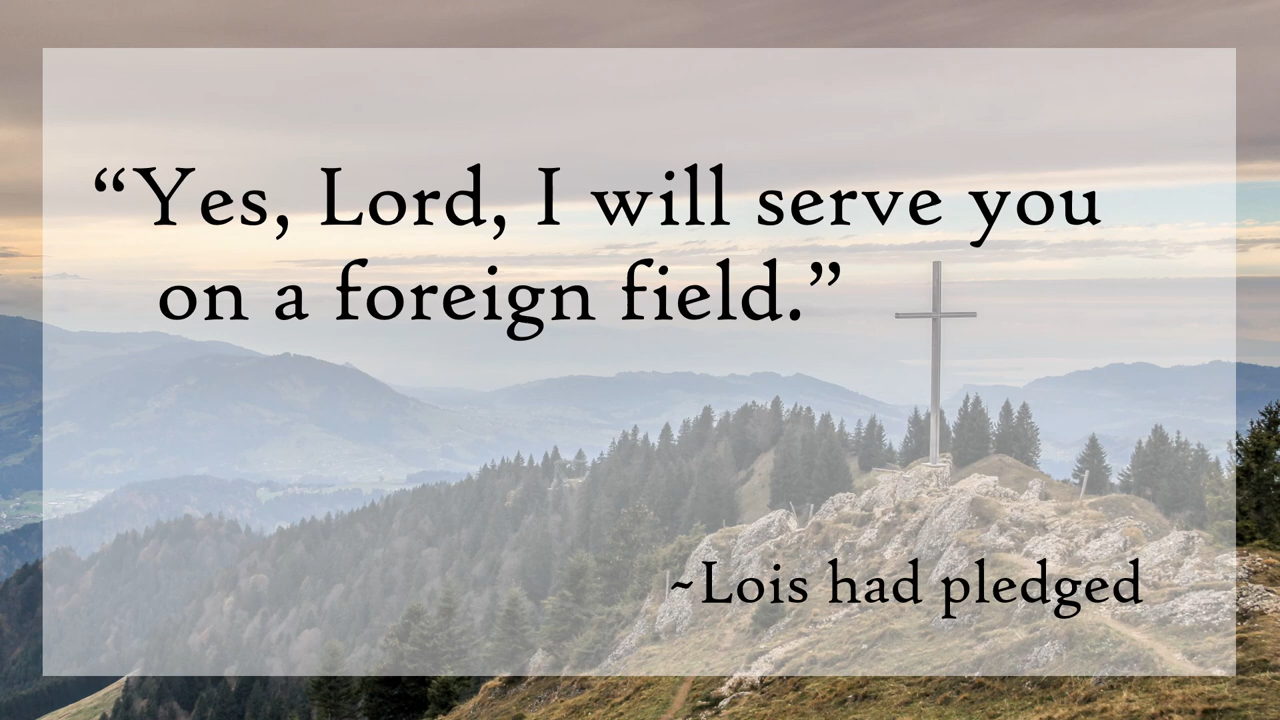 “Yes, Lord, I will serve you
on a foreign field.”
~Lois had pledged